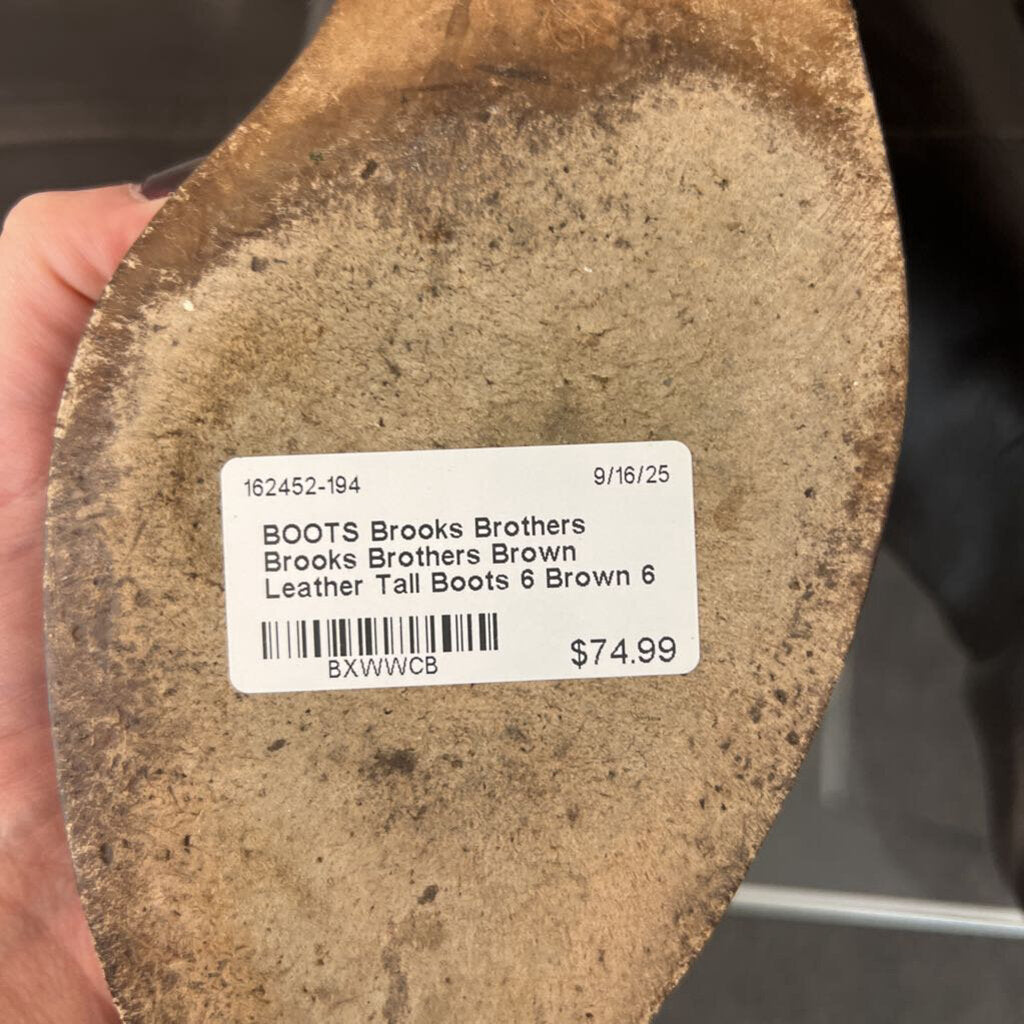 162452-194 9/16/25
BOOTS Brooks Brothers
Brooks Brothers Brown
Leather Tall Boots 6 Brown 6
BXWWCB $74.99